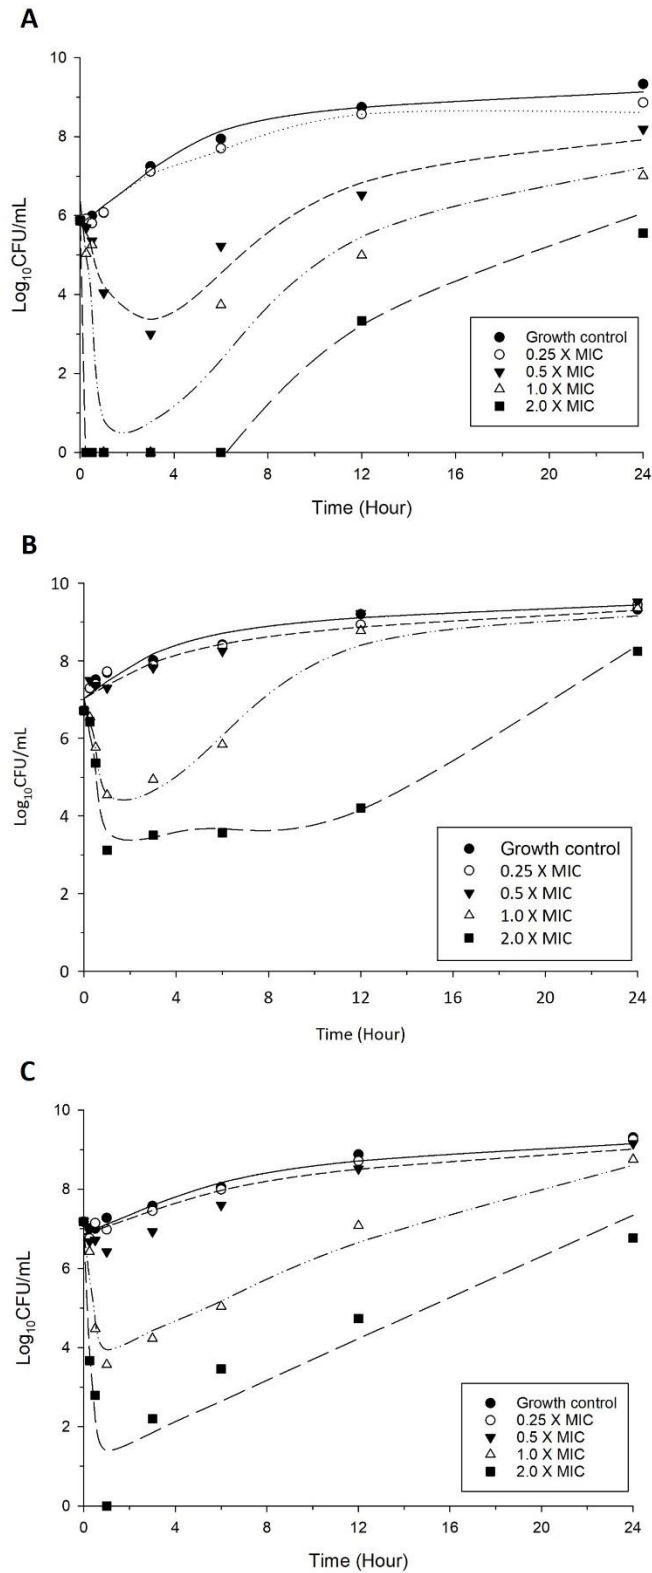 A
10
8
6
4
2
0
Log10CFU/mL
Growth control
0.25 X MIC
0.5 X MIC
1.0 X MIC
2.0 X MIC
0 4 8 12 16 20 24
Time (Hour)
B
10
8
6
4
2
0
Log10CFU/mL
Growth control
0.25 X MIC
0.5 X MIC
1.0 X MIC
2.0 X MIC
0 4 8 12 16 20 24
Time (Hour)
C
10
8
6
4
2
0
Log10CFU/mL
Growth control
0.25 X MIC
0.5 X MIC
1.0 X MIC
2.0 X MIC
0 4 8 12 16 20 24
Time (Hour)